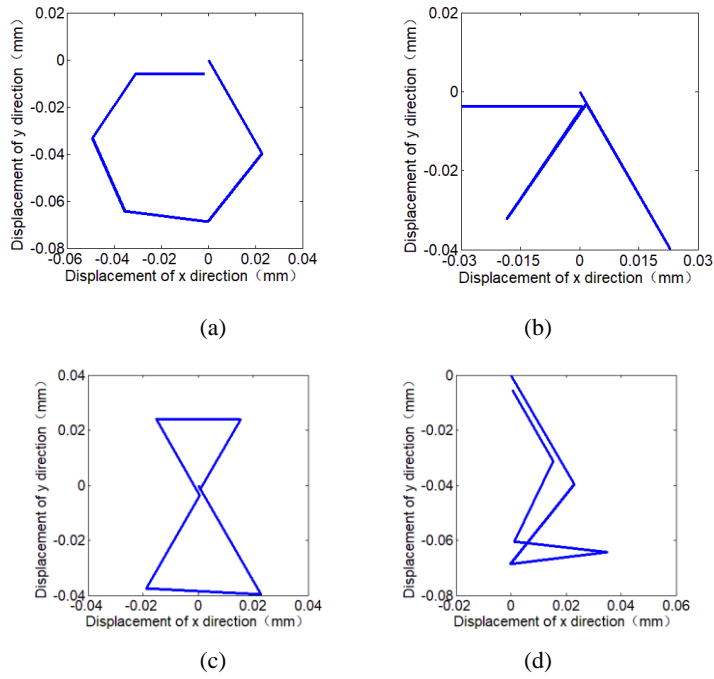 0.02
0
-0.02
-0.04
-0.06
-0.08
-0.06 -0.04 -0.02 0 0.02 0.04
Displacement of x direction（mm）
Displacement of y direction（mm）
(a)
0.02
0
-0.02
-0.04
-0.03 -0.015 0 0.015 0.03
Displacement of x direction（mm）
Displacement of y direction（mm）
(b)
0.04
0.02
0
-0.02
-0.04
-0.04 -0.02 0 0.02 0.04
Displacement of x direction（mm）
Displacement of y direction（mm）
(c)
0
-0.02
-0.04
-0.06
-0.08
-0.02 0 0.02 0.04 0.06
Displacement of x direction（mm）
Displacement of y direction（mm）
(d)